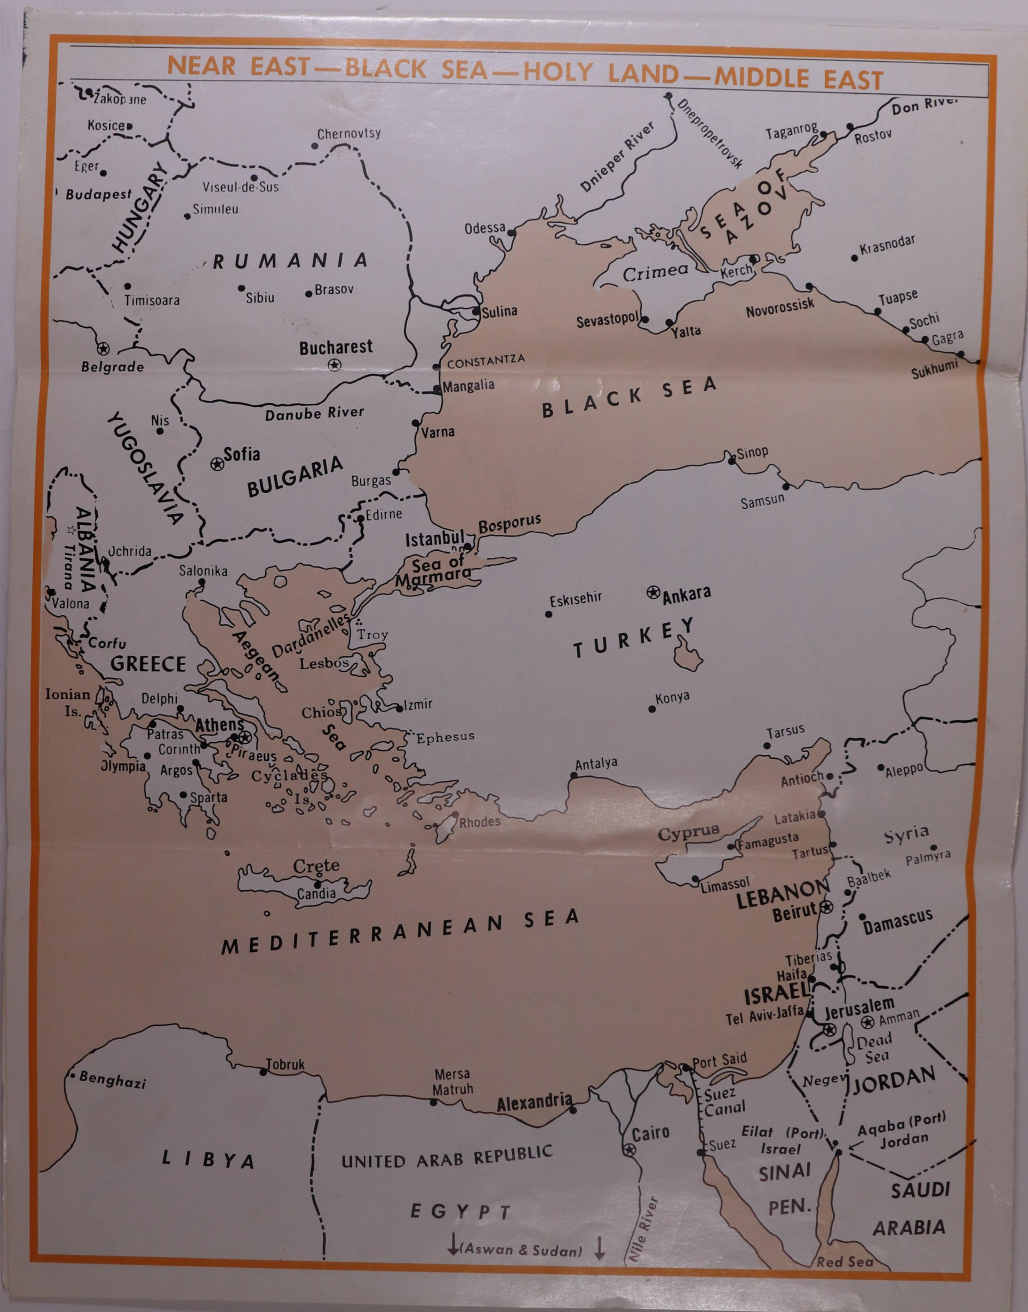 NEAR EAST—BLACK SEA—HOLY LAND—MIDDLE EAST
Zakopane
Kosice
Eger
Budapest
HUNGARY
Chernovtsy
Viseul-de-Sus
Simuleu
RUMANIA
Timisoara
Sibiu
Brasov
Bucharest
Belgrade
Danube River
Dnieper River
Dnepropetrovsk
Taganrog
Don River
Rostov
SEA OF
AZOV
Odessa
Crimea
Kerch
Krasnodar
Sulina
Sevastopol
Yalta
Novorossisk
Tuapse
Sochi
Gagra
Sukhumi
CONSTANTZA
Mangalia
BLACK SEA
Varna
Nis
YUGOSLAVIA
Sofia
BULGARIA
Burgas
Sinop
Samsun
Edirne
Bosporus
Istanbul
Sea of
Marmara
ALBANIA
Tirana
Ochrida
Valona
Salonika
Eskisehir
Ankara
TURKEY
Corfu
GREECE
Aegean
Sea
Dardanelles
Troy
Lesbos
Ionian
Is.
Delphi
Chios
Izmir
Konya
Patras
Athens
Corinth
Piraeus
Ephesus
Olympia
Argos
Cyclades
Is.
Sparta
Antalya
Tarsus
Antioch
Aleppo
Rhodes
Latakia
Cyprus
Famagusta
Limassol
Tartus
Syria
Palmyra
Crete
Candia
LEBANON
Baalbek
Beirut
Damascus
MEDITERRANEAN SEA
Tiberias
Haifa
ISRAEL
Tel Aviv-Jaffa
Jerusalem
Amman
Dead
Sea
Negev
JORDAN
Benghazi
Tobruk
Mersa
Matruh
Alexandria
Port Said
Suez
Canal
Cairo
Suez
Eilat (Port)
Israel
Aqaba (Port)
Jordan
LIBYA
UNITED ARAB REPUBLIC
EGYPT
(Aswan & Sudan)
Nile River
SINAI
PEN.
SAUDI
ARABIA
Red Sea